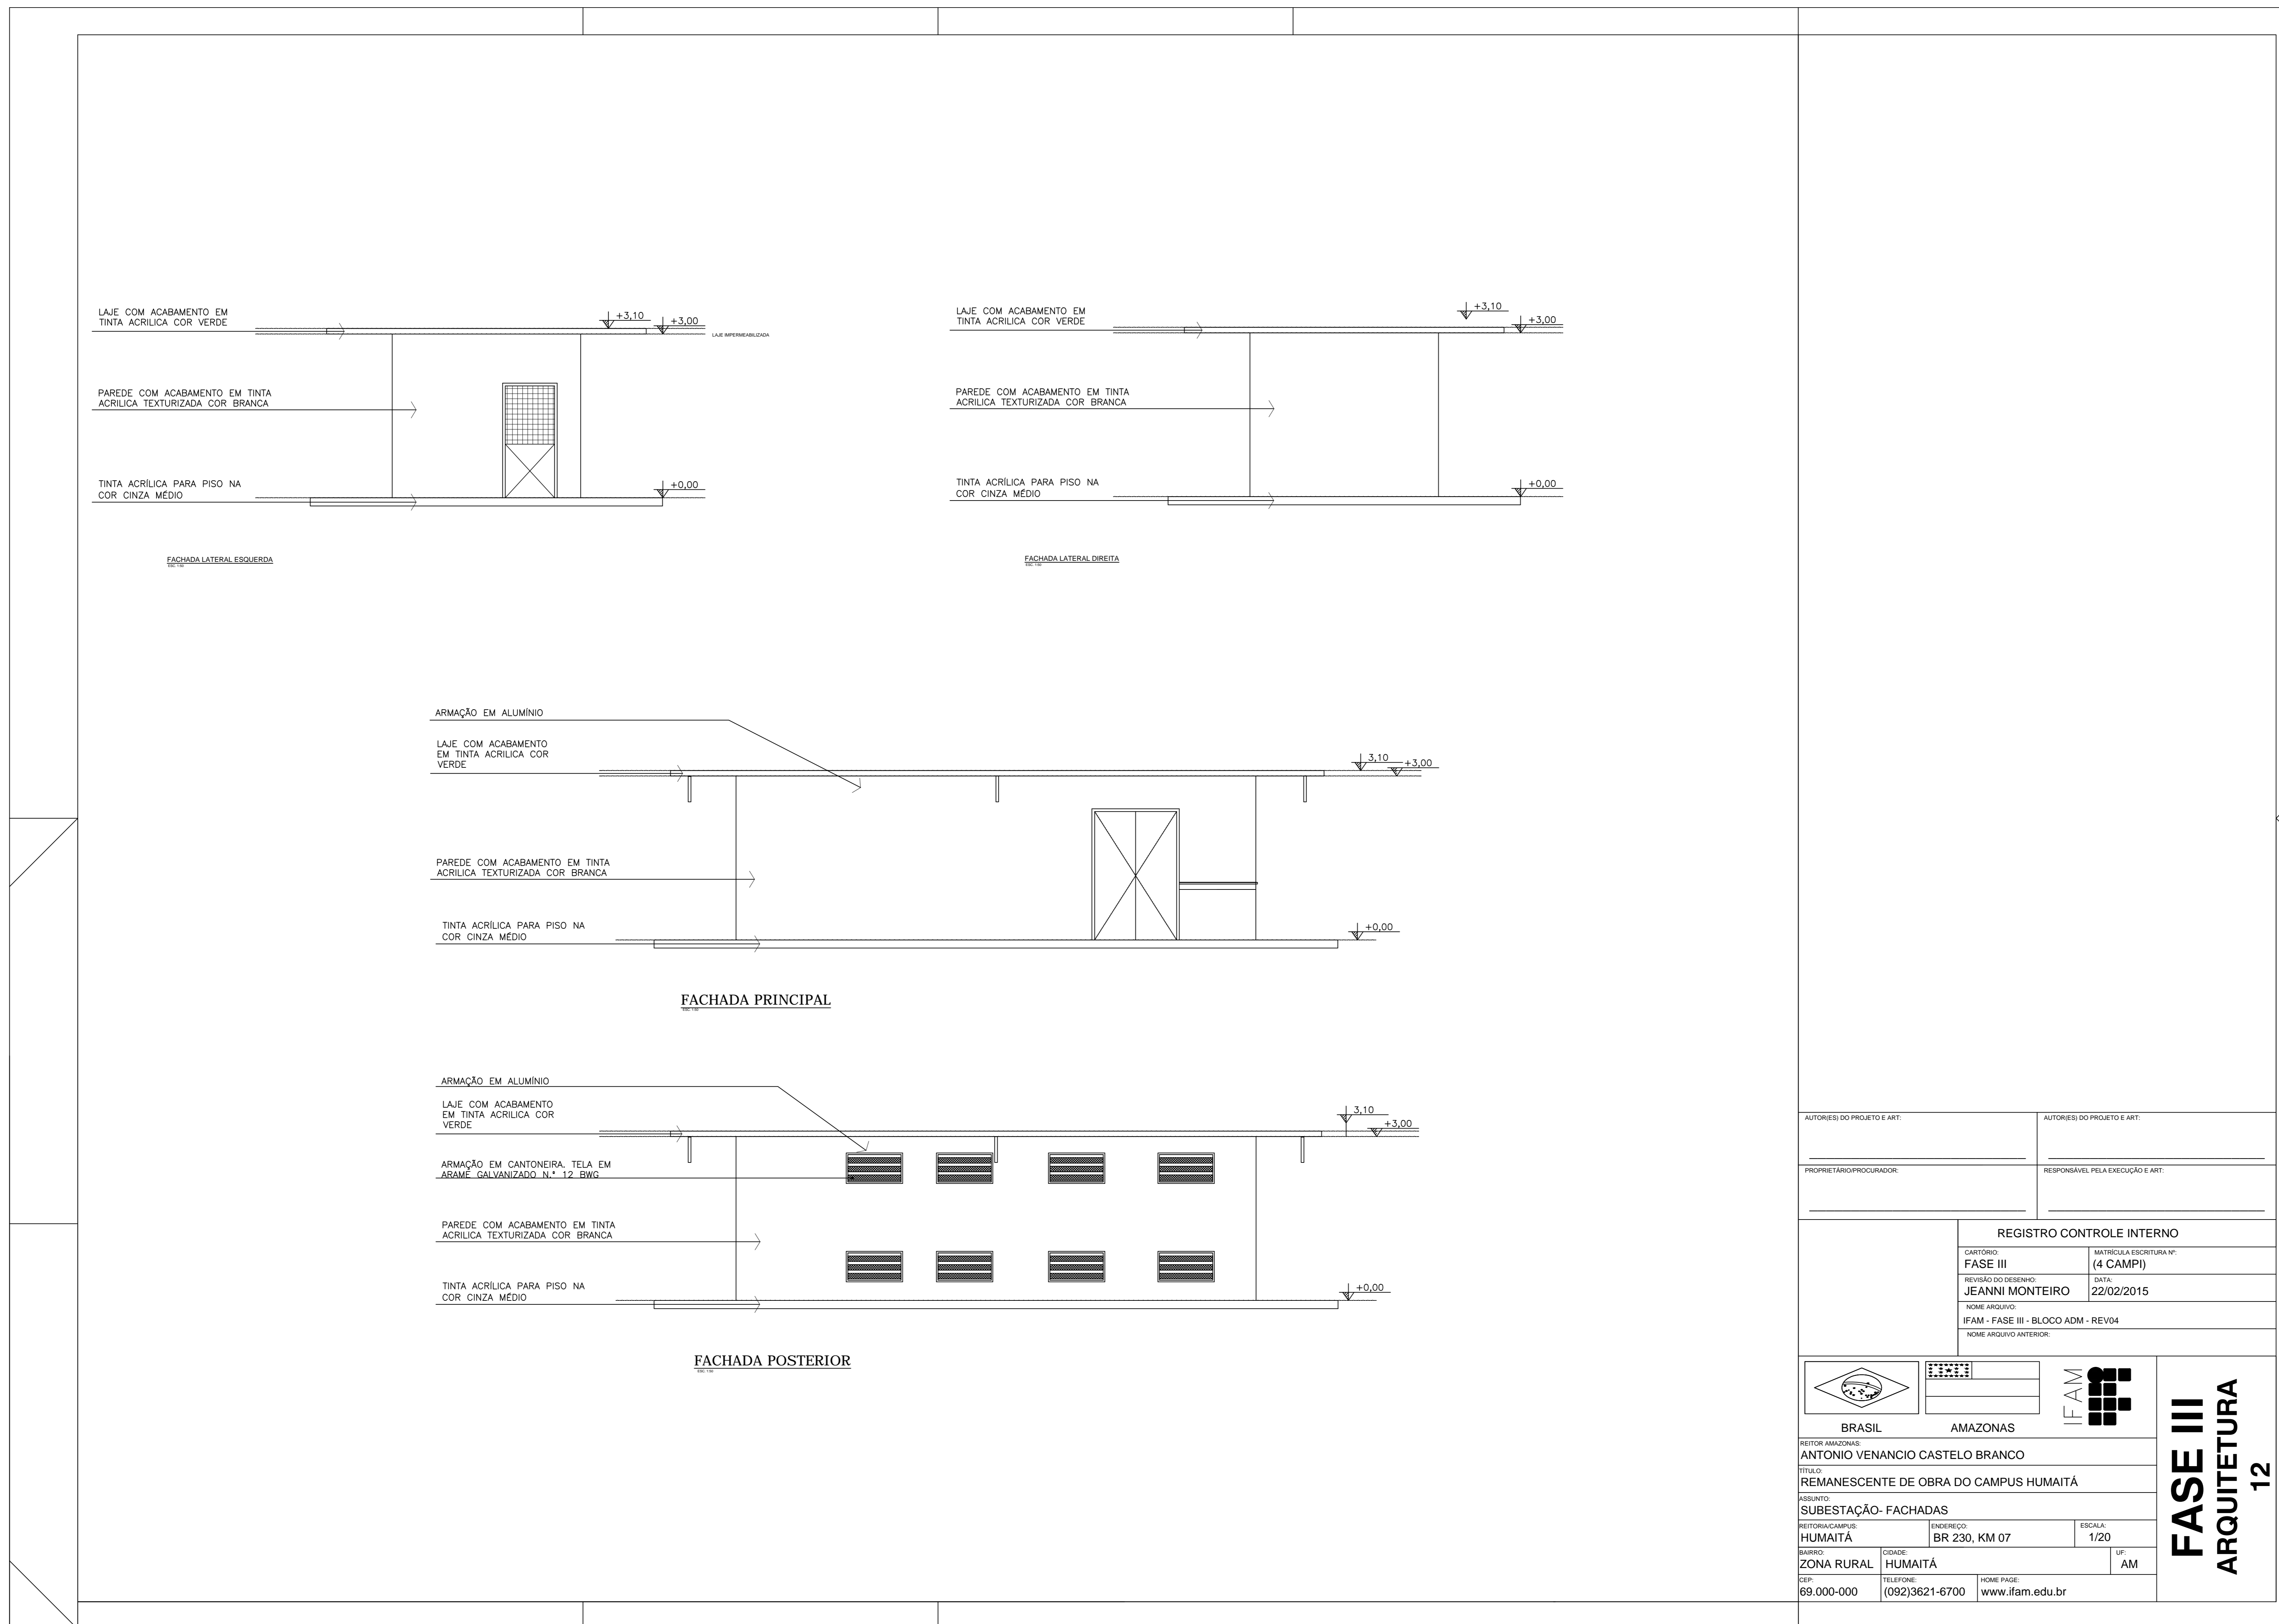 LAJE COM ACABAMENTO EM
TINTA ACRILICA COR VERDE
+3,10
+3,00
LAJE IMPERMEABILIZADA
PAREDE COM ACABAMENTO EM TINTA
ACRILICA TEXTURIZADA COR BRANCA
TINTA ACRÍLICA PARA PISO NA
COR CINZA MÉDIO
+0,00
FACHADA LATERAL ESQUERDA
ESC. 1:50
LAJE COM ACABAMENTO EM
TINTA ACRILICA COR VERDE
+3,10
+3,00
PAREDE COM ACABAMENTO EM TINTA
ACRILICA TEXTURIZADA COR BRANCA
TINTA ACRÍLICA PARA PISO NA
COR CINZA MÉDIO
+0,00
FACHADA LATERAL DIREITA
ESC. 1:50
ARMAÇÃO EM ALUMÍNIO
LAJE COM ACABAMENTO
EM TINTA ACRILICA COR
VERDE
3,10
+3,00
PAREDE COM ACABAMENTO EM TINTA
ACRILICA TEXTURIZADA COR BRANCA
TINTA ACRÍLICA PARA PISO NA
COR CINZA MÉDIO
+0,00
FACHADA PRINCIPAL
ESC. 1:50
ARMAÇÃO EM ALUMÍNIO
LAJE COM ACABAMENTO
EM TINTA ACRILICA COR
VERDE
3,10
+3,00
ARMAÇÃO EM CANTONEIRA. TELA EM
ARAME GALVANIZADO N.° 12 BWG
PAREDE COM ACABAMENTO EM TINTA
ACRILICA TEXTURIZADA COR BRANCA
TINTA ACRÍLICA PARA PISO NA
COR CINZA MÉDIO
+0,00
FACHADA POSTERIOR
ESC. 1:50
AUTOR(ES) DO PROJETO E ART:
AUTOR(ES) DO PROJETO E ART:
PROPRIETÁRIO/PROCURADOR:
RESPONSÁVEL PELA EXECUÇÃO E ART:
REGISTRO CONTROLE INTERNO
CARTÓRIO:
FASE III
MATRÍCULA ESCRITURA Nº:
(4 CAMPI)
REVISÃO DO DESENHO:
JEANNI MONTEIRO
DATA:
22/02/2015
NOME ARQUIVO:
IFAM - FASE III - BLOCO ADM - REV04
NOME ARQUIVO ANTERIOR:
BRASIL
AMAZONAS
IFAM
REITOR AMAZONAS:
ANTONIO VENANCIO CASTELO BRANCO
TÍTULO:
REMANESCENTE DE OBRA DO CAMPUS HUMAITÁ
ASSUNTO:
SUBESTAÇÃO- FACHADAS
REITORIA/CAMPUS:
HUMAITÁ
ENDEREÇO:
BR 230, KM 07
ESCALA:
1/20
BAIRRO:
ZONA RURAL
CIDADE:
HUMAITÁ
UF:
AM
CEP:
69.000-000
TELEFONE:
(092)3621-6700
HOME PAGE:
www.ifam.edu.br
FASE III
ARQUITETURA
12